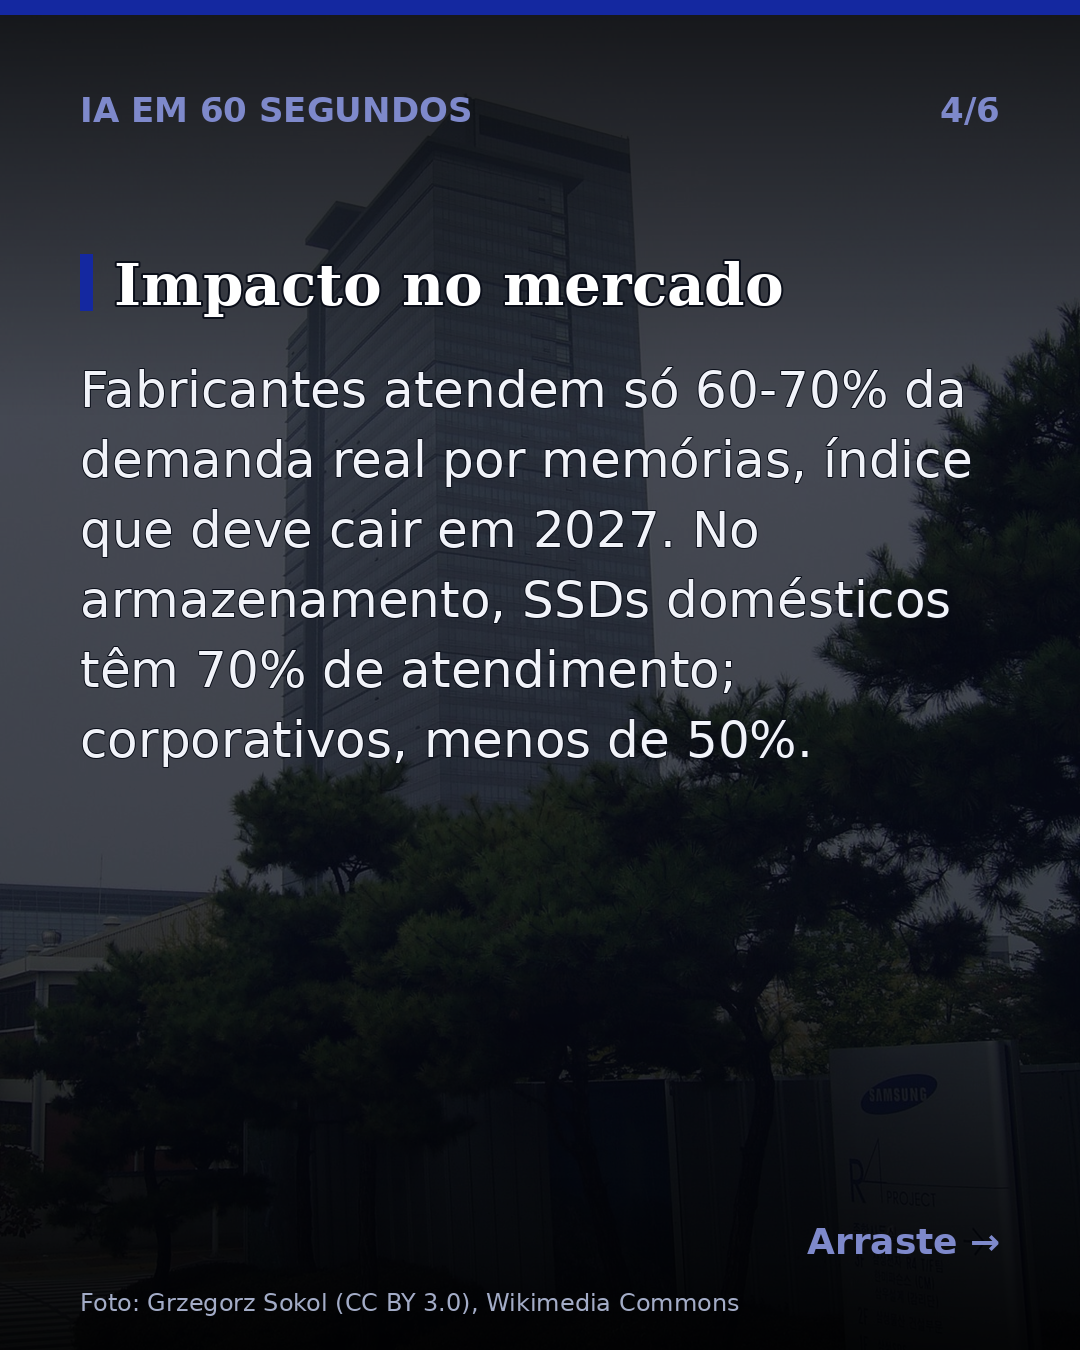 IA EM 60 SEGUNDOS
4/6
Impacto no mercado
Fabricantes atendem só 60-70% da
demanda real por memórias, índice
que deve cair em 2027. No
armazenamento, SSDs domésticos
têm 70% de atendimento;
corporativos, menos de 50%.
SAMSUNG
PROJECT
Arraste →
Foto: Grzegorz Sokol (CC BY 3.0), Wikimedia Commons